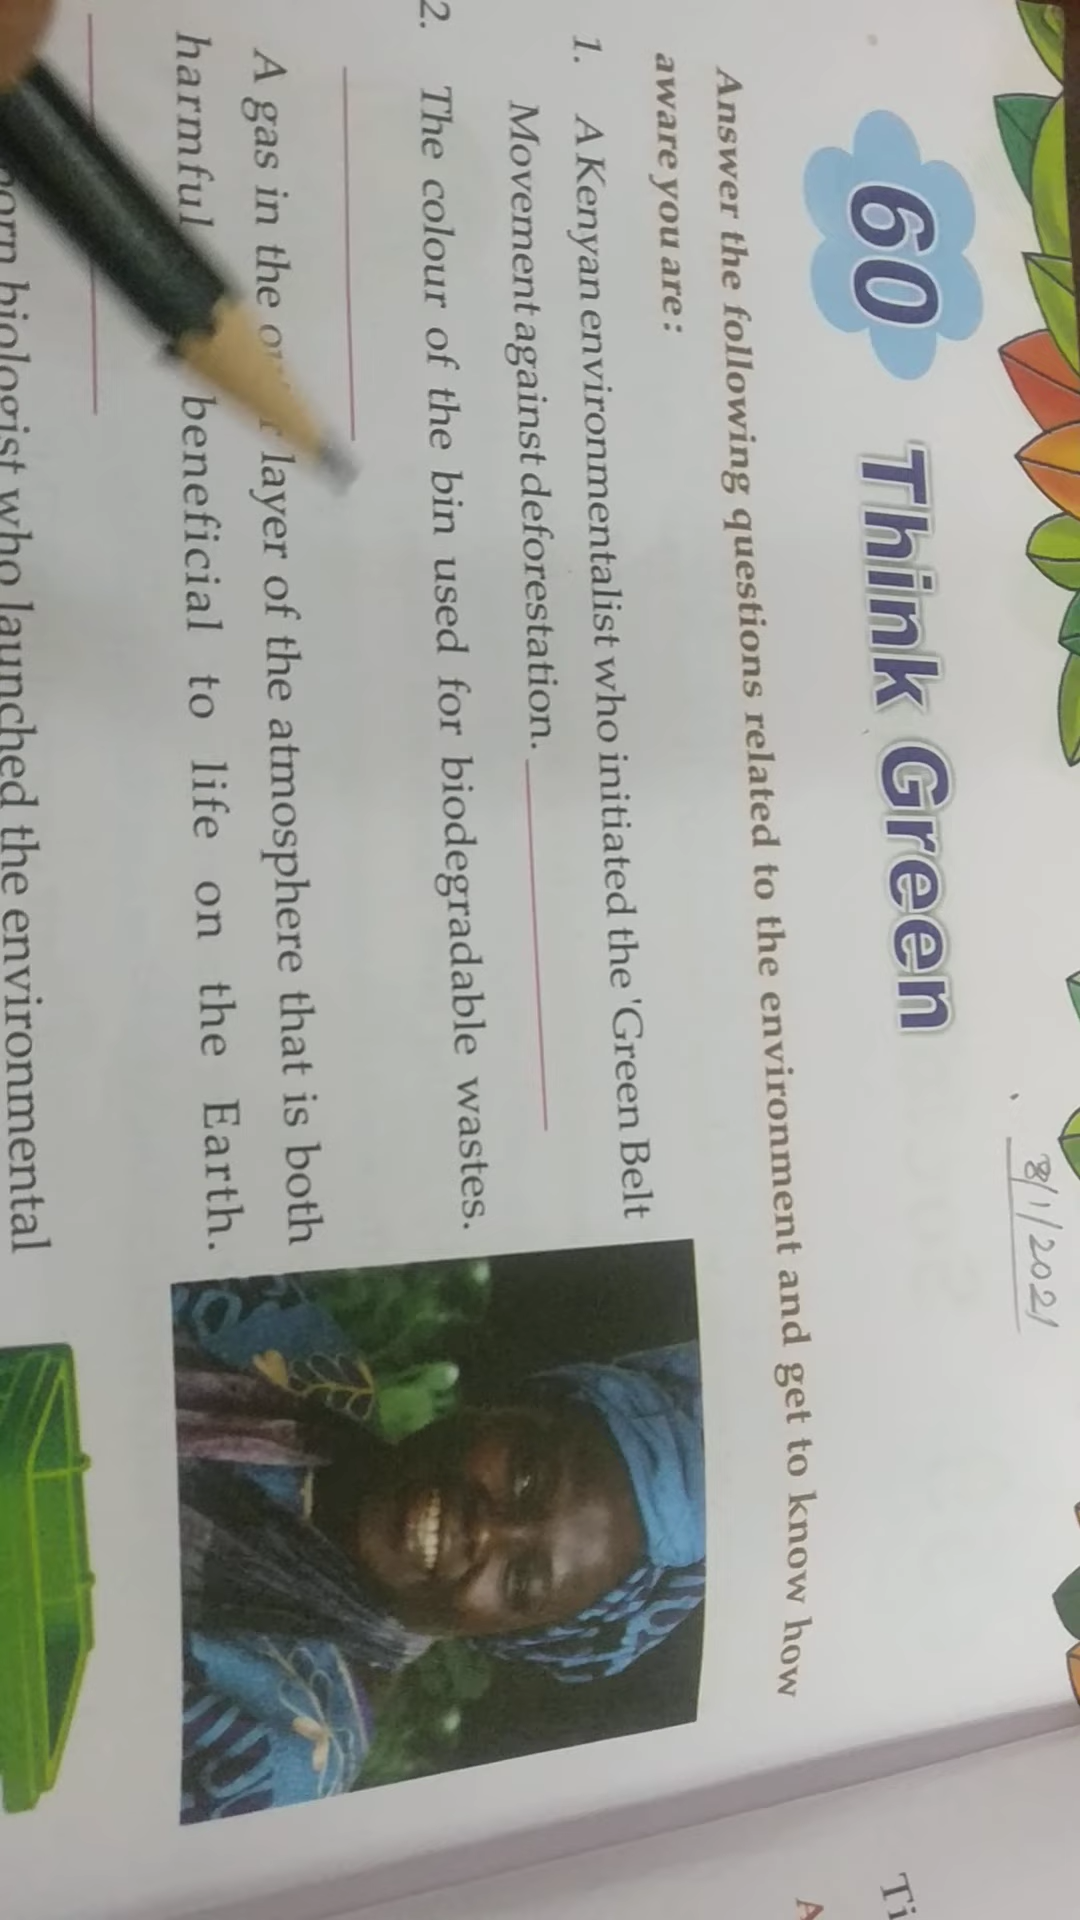 8/1/2021
60 Think Green
Answer the following questions related to the environment and get to know how
aware you are:
1. A Kenyan environmentalist who initiated the 'Green Belt
Movement against deforestation.
2. The colour of the bin used for biodegradable wastes.
A gas in the layer of the atmosphere that is both
harmful beneficial to life on the Earth.
biologist who launched the environmental
Ti
A